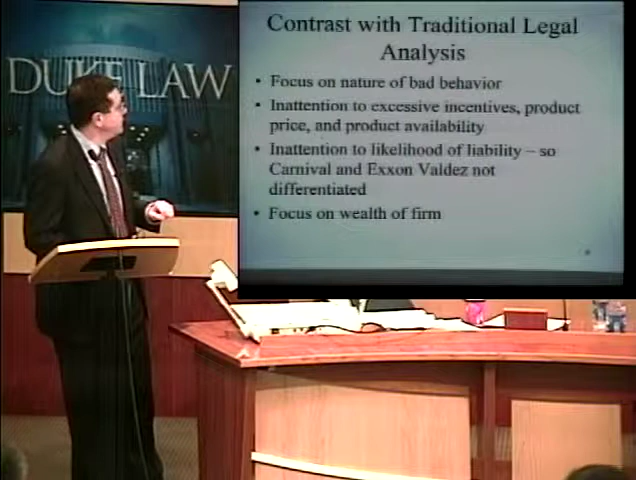 DUKE LAW
Contrast with Traditional Legal
Analysis
• Focus on nature of bad behavior
• Inattention to excessive incentives, product
price, and product availability
• Inattention to likelihood of liability – so
Carnival and Exxon Valdez not
differentiated
• Focus on wealth of firm